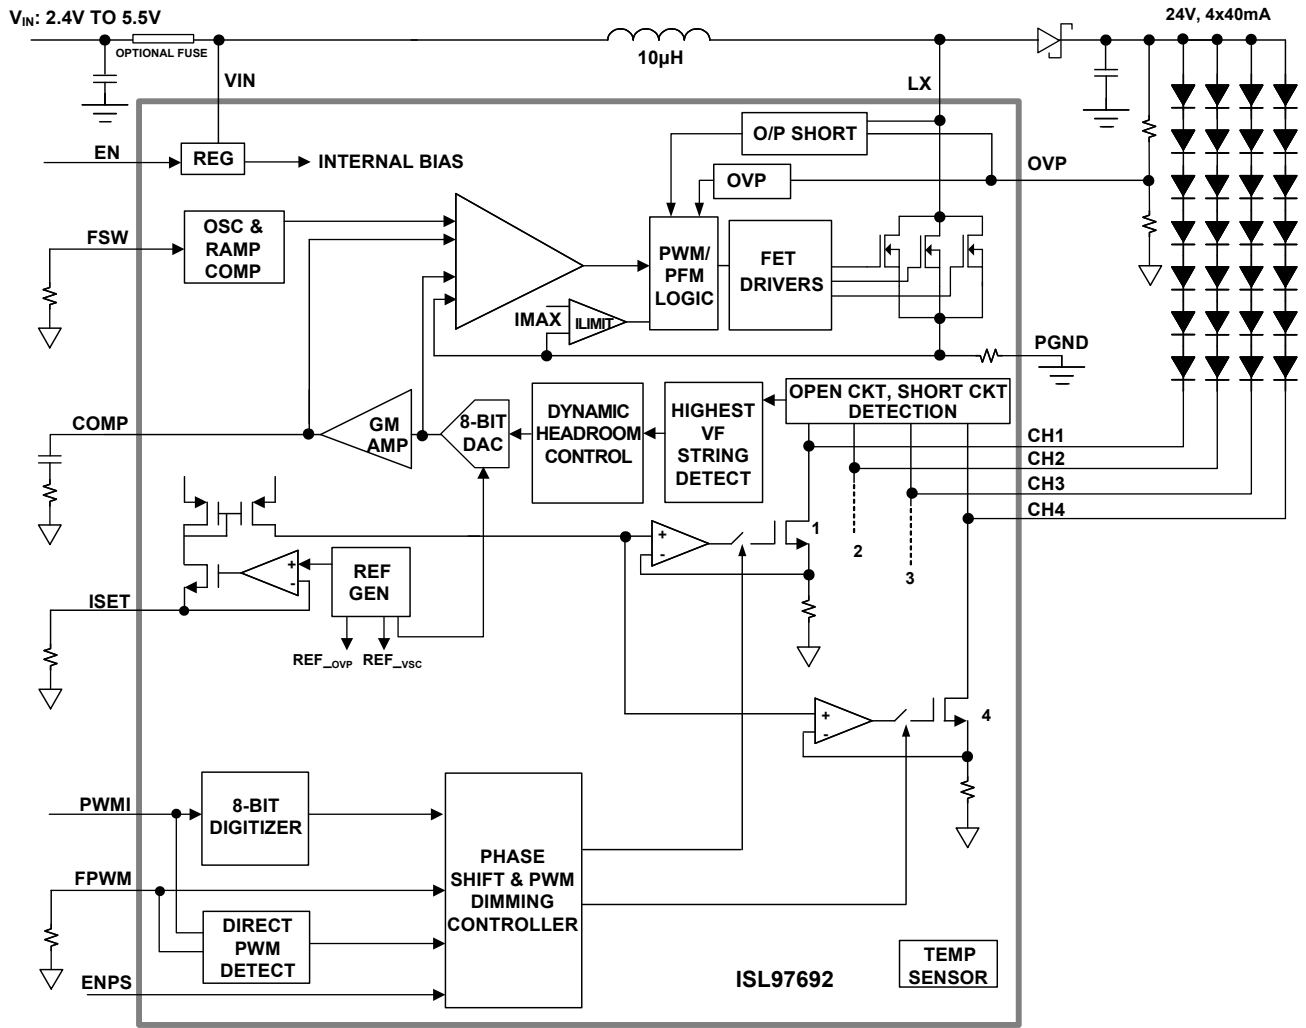 VIN: 2.4V TO 5.5V
24V, 4x40mA
OPTIONAL FUSE
10µH
VIN
LX
O/P SHORT
EN
REG
INTERNAL BIAS
OVP
OVP
FSW
OSC &
RAMP
COMP
PWM/
PFM
LOGIC
FET
DRIVERS
IMAX
ILIMIT
PGND
COMP
GM
AMP
8-BIT
DAC
DYNAMIC
HEADROOM
CONTROL
HIGHEST
VF
STRING
DETECT
OPEN CKT, SHORT CKT
DETECTION
CH1
CH2
CH3
CH4
+
-
1
2
3
+
-
REF
GEN
ISET
REF_OVP
REF_VSC
+
-
4
PWMI
8-BIT
DIGITIZER
FPWM
DIRECT
PWM
DETECT
PHASE
SHIFT & PWM
DIMMING
CONTROLLER
ENPS
ISL97692
TEMP
SENSOR